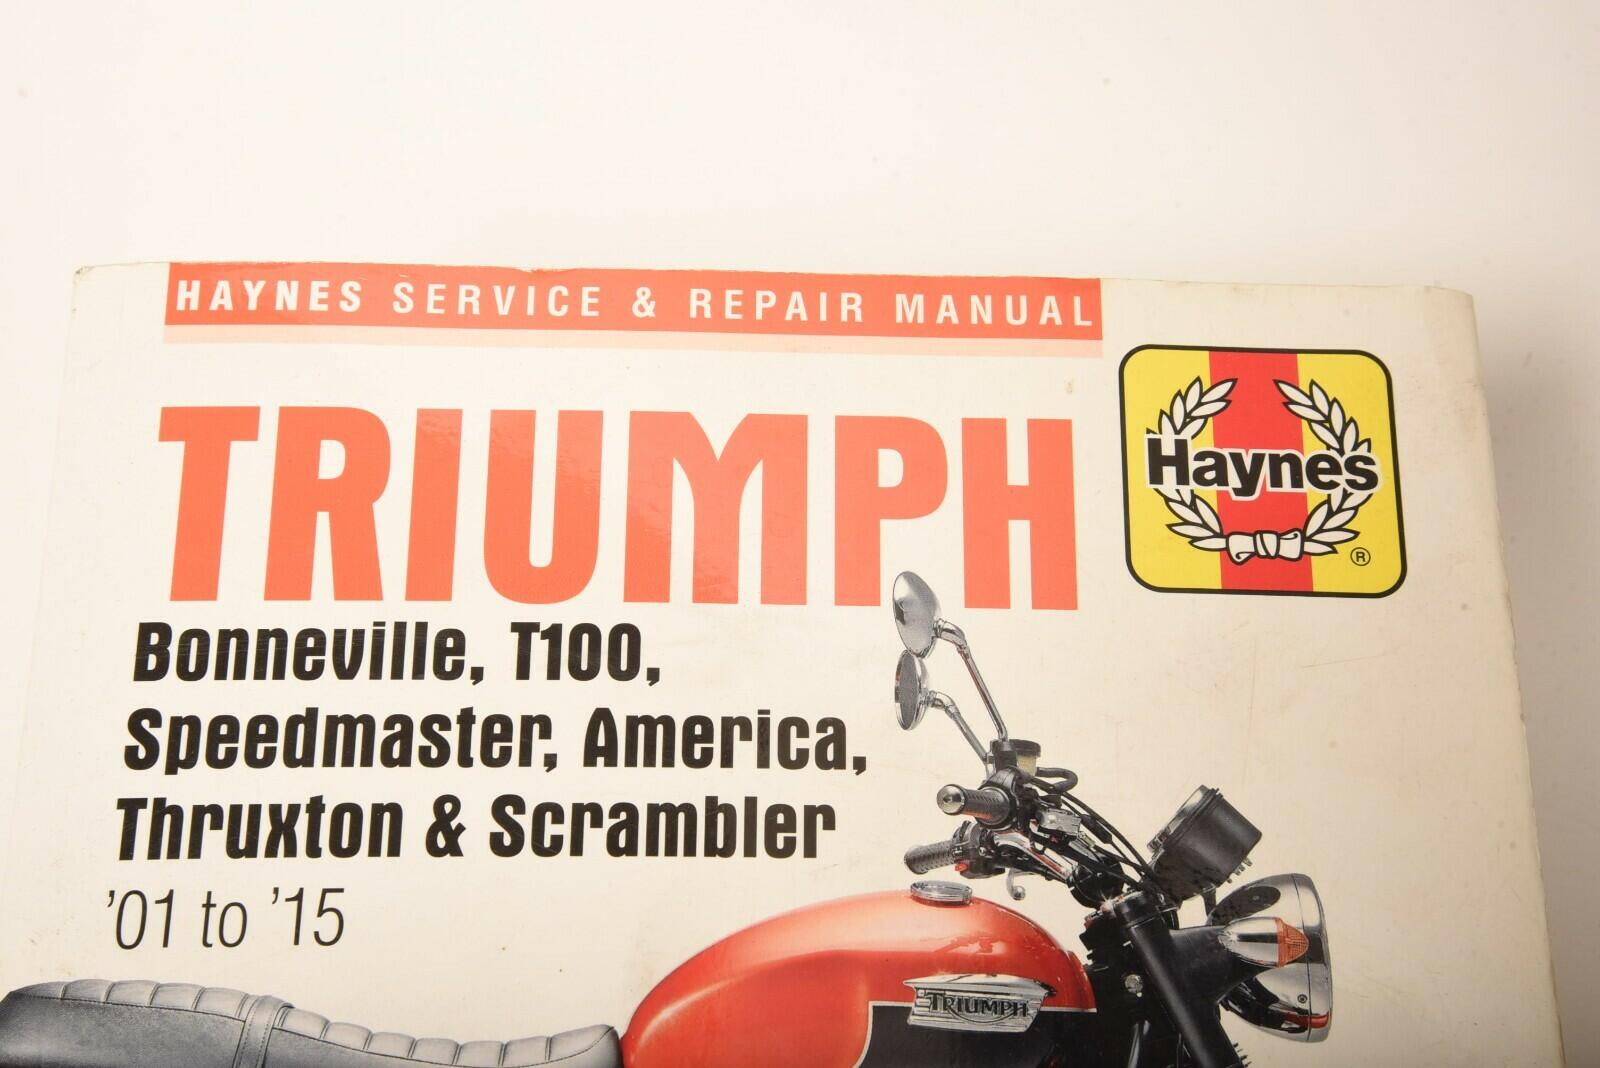 HAYNES SERVICE & REPAIR MANUAL
TRIUMPH
Haynes
®
Bonneville, T100,
Speedmaster, America,
Thruxton & Scrambler
'01 to '15
TRIUMPH